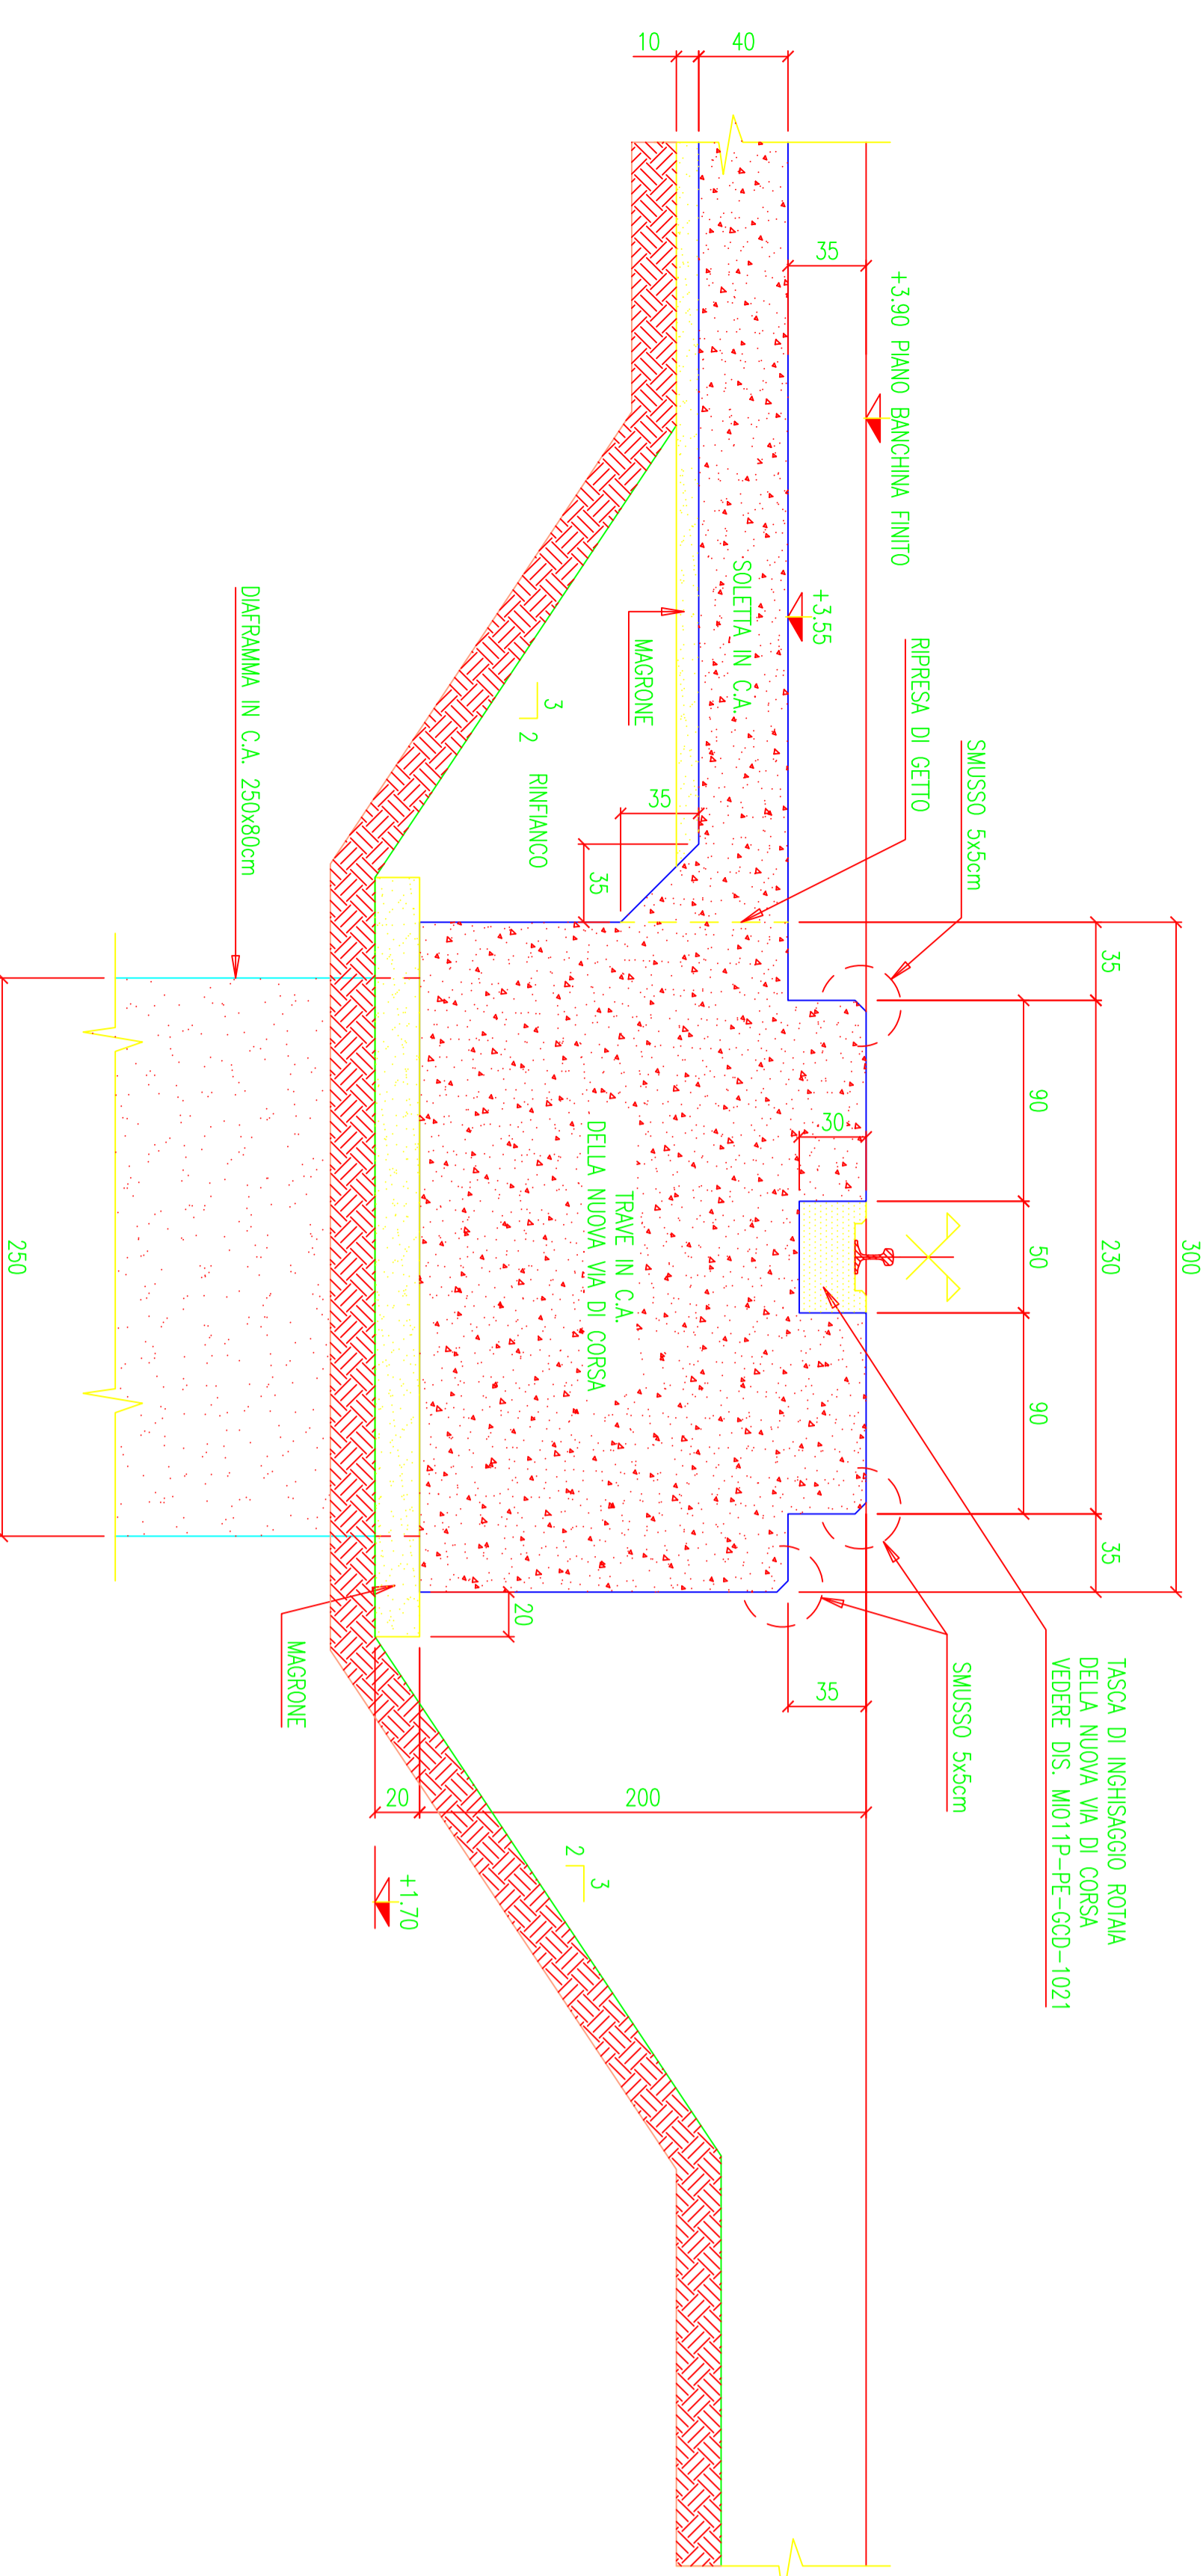 300
35
230
35
90
50
90
TASCA DI INGHISAGGIO ROTAIA
DELLA NUOVA VIA DI CORSA
VEDERE DIS. MI011P-PE-GCD-1021
SMUSSO 5x5cm
SMUSSO 5x5cm
RIPRESA DI GETTO
+3.90 PIANO BANCHINA FINITO
35
+3.55
40
10
SOLETTA IN C.A.
MAGRONE
35
35
30
35
TRAVE IN C.A.
DELLA NUOVA VIA DI CORSA
3
2
RINFIANCO
200
20
3
2
20
+1.70
MAGRONE
DIAFRAMMA IN C.A. 250x80cm
250